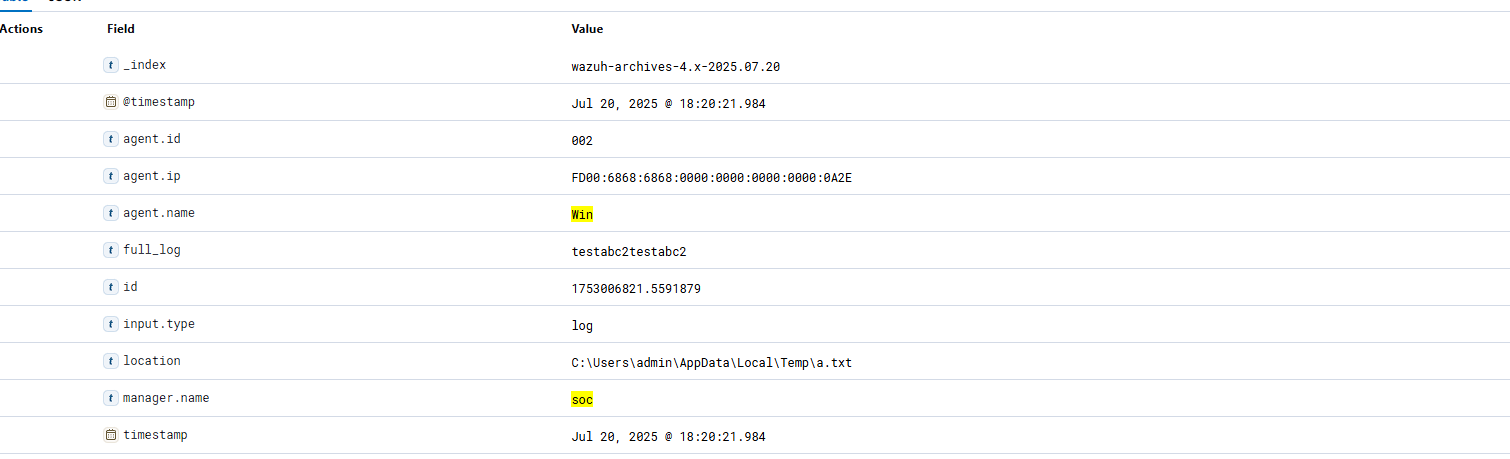 Actions Field Value
t _index wazuh-archives-4.x-2025.07.20
@timestamp Jul 20, 2025 @ 18:20:21.984
t agent.id 002
t agent.ip FD00:6868:6868:0000:0000:0000:0000:0A2E
t agent.name Win
t full_log testabc2testabc2
t id 1753006821.5591879
t input.type log
t location C:\Users\admin\AppData\Local\Temp\a.txt
t manager.name soc
timestamp Jul 20, 2025 @ 18:20:21.984